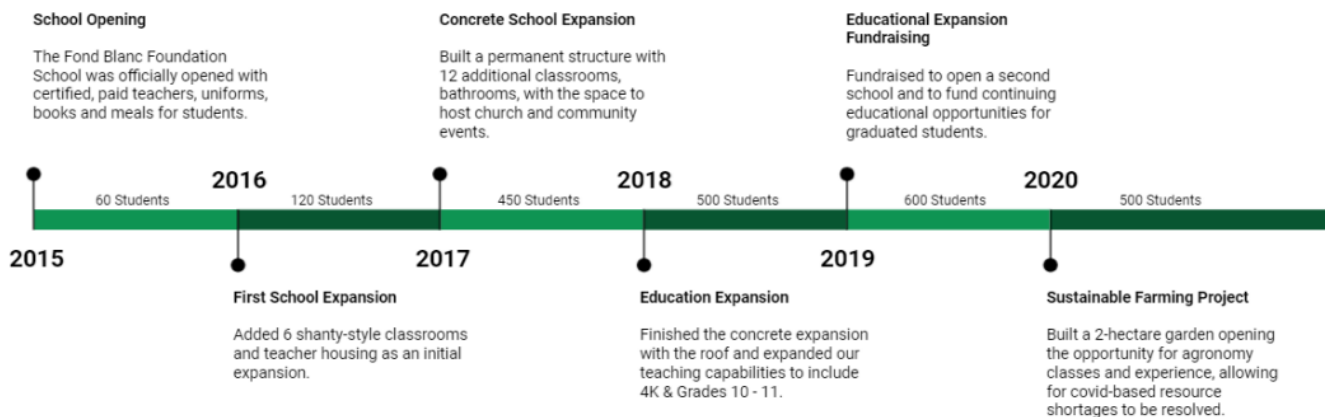 School Opening
The Fond Blanc Foundation
School was officially opened with
certified, paid teachers, uniforms,
books and meals for students.
Concrete School Expansion
Built a permanent structure with
12 additional classrooms,
bathrooms, with the space to
host church and community
events.
Educational Expansion
Fundraising
Fundraised to open a second
school and to fund continuing
educational opportunities for
graduated students.
2016
2018
2020
60 Students
120 Students
450 Students
500 Students
600 Students
500 Students
2015
2017
2019
First School Expansion
Added 6 shanty-style classrooms
and teacher housing as an initial
expansion.
Education Expansion
Finished the concrete expansion
with the roof and expanded our
teaching capabilities to include
4K & Grades 10 - 11.
Sustainable Farming Project
Built a 2-hectare garden opening
the opportunity for agronomy
classes and experience, allowing
for covid-based resource
shortages to be resolved.